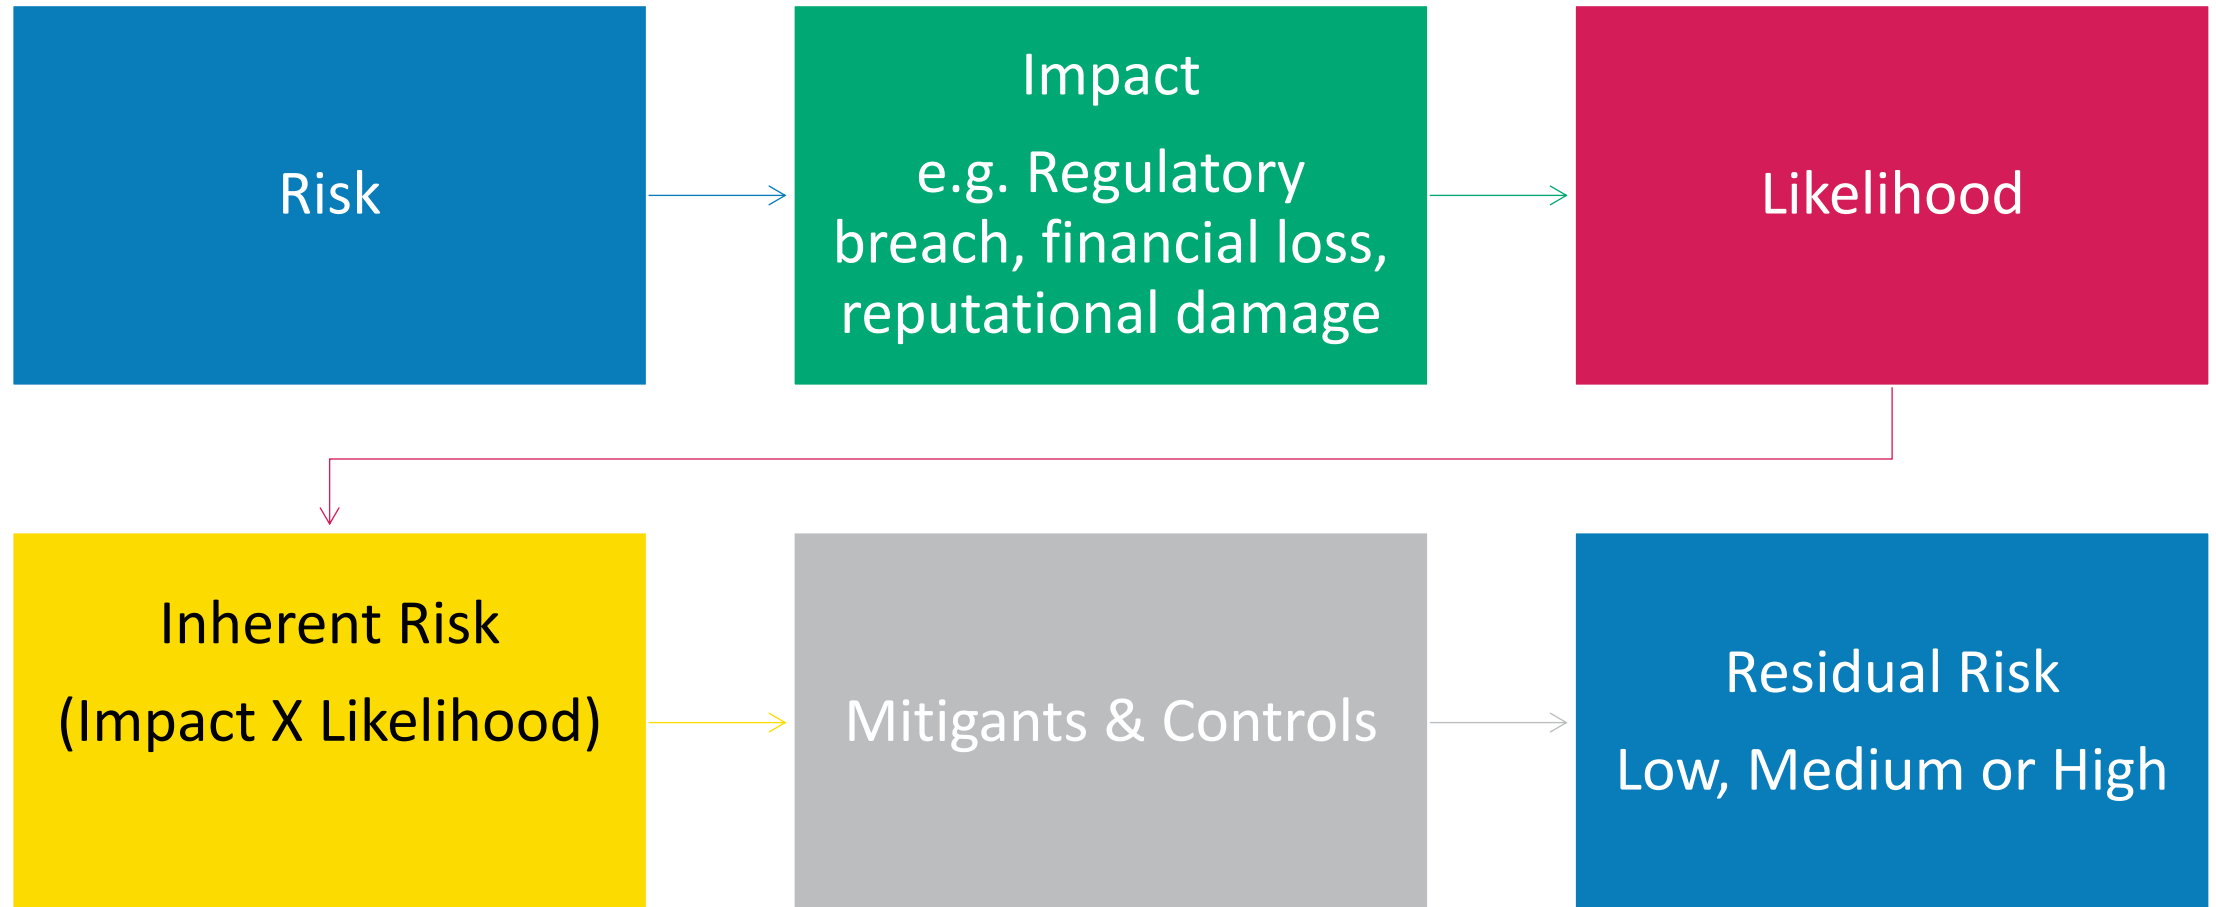 Risk
Impact
e.g. Regulatory
breach, financial loss,
reputational damage
Likelihood
Inherent Risk
(Impact X Likelihood)
Mitigants & Controls
Residual Risk
Low, Medium or High